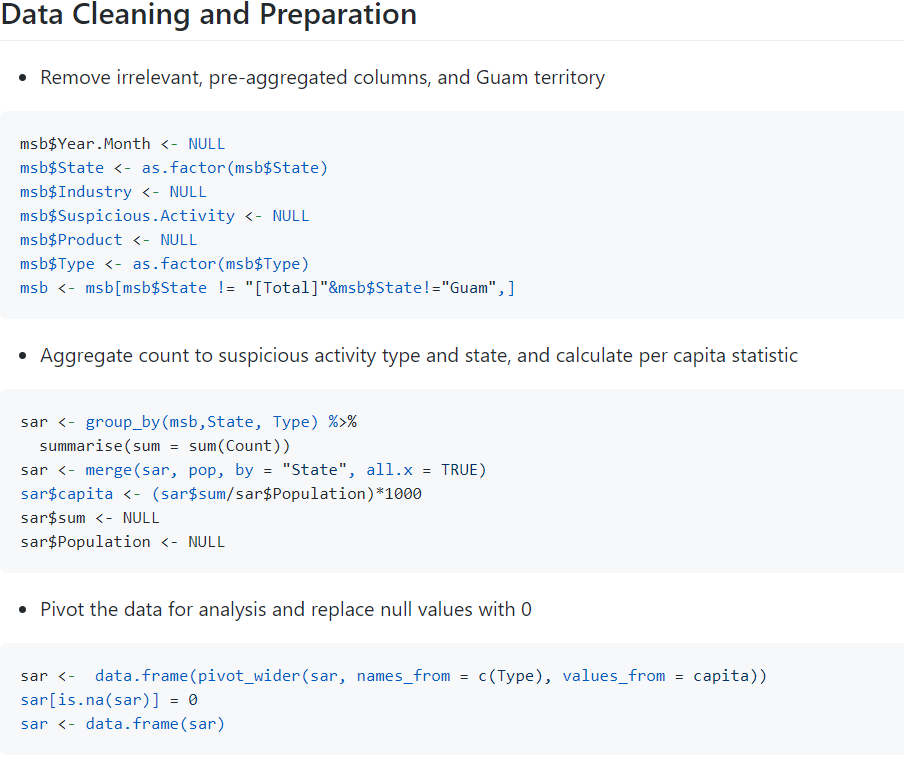 Data Cleaning and Preparation
• Remove irrelevant, pre-aggregated columns, and Guam territory
msb$Year.Month <- NULL
msb$State <- as.factor(msb$State)
msb$Industry <- NULL
msb$Suspicious.Activity <- NULL
msb$Product <- NULL
msb$Type <- as.factor(msb$Type)
msb <- msb[msb$State != "[Total]"&msb$State!="Guam",]
• Aggregate count to suspicious activity type and state, and calculate per capita statistic
sar <- group_by(msb,State, Type) %>%
  summarise(sum = sum(Count))
sar <- merge(sar, pop, by = "State", all.x = TRUE)
sar$capita <- (sar$sum/sar$Population)*1000
sar$sum <- NULL
sar$Population <- NULL
• Pivot the data for analysis and replace null values with 0
sar <-  data.frame(pivot_wider(sar, names_from = c(Type), values_from = capita))
sar[is.na(sar)] = 0
sar <- data.frame(sar)